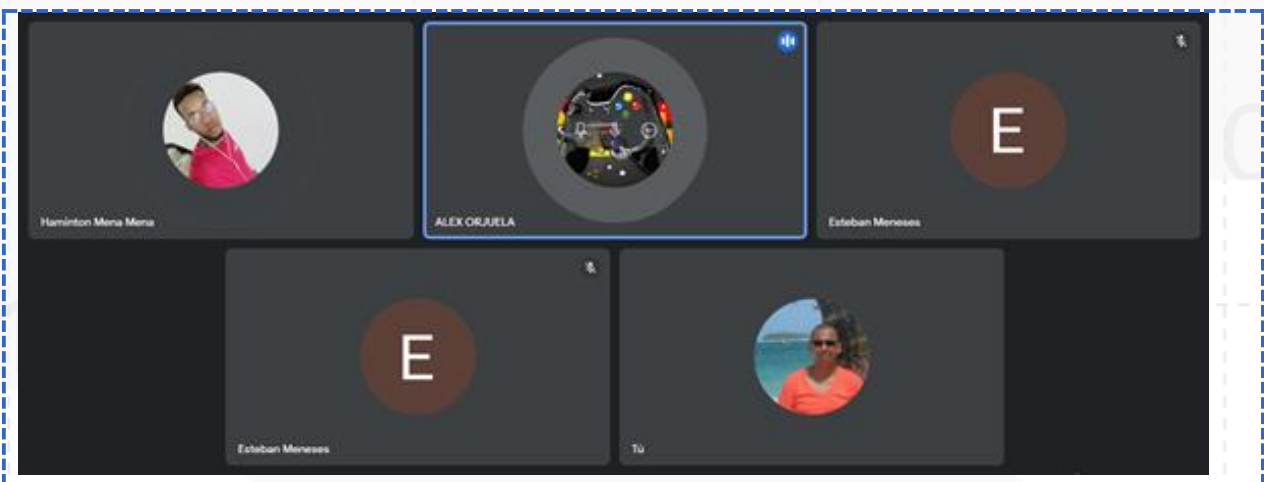 Haminton Mena Mena
ALEX ORJUELA
E
Esteban Meneses
E
Esteban Meneses
Tú